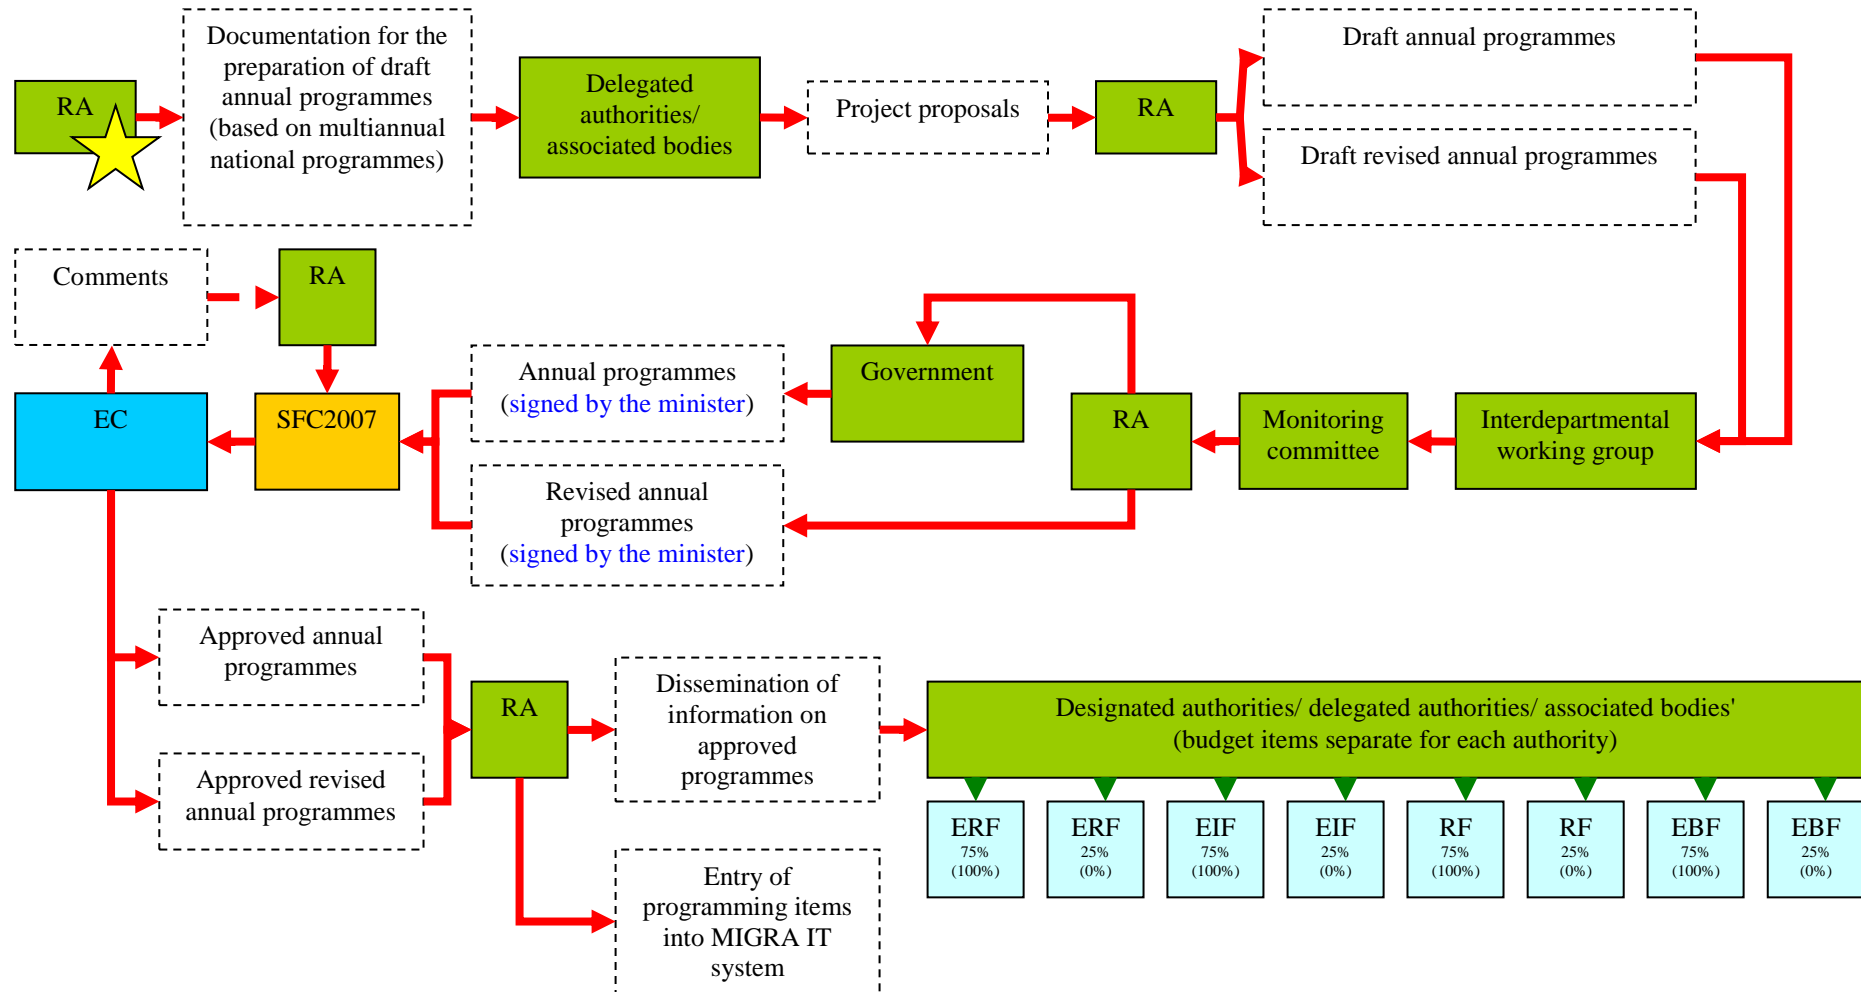 RA
Documentation for the
preparation of draft
annual programmes
(based on multiannual
national programmes)
Delegated
authorities/
associated bodies
Project proposals
RA
Draft annual programmes
Draft revised annual programmes
Comments
RA
EC
SFC2007
Annual programmes
(signed by the minister)
Revised annual
programmes
(signed by the minister)
Government
RA
Monitoring
committee
Interdepartmental
working group
Approved annual
programmes
Approved revised
annual programmes
RA
Dissemination of
information on
approved
programmes
Entry of
programming items
into MIGRA IT
system
Designated authorities/ delegated authorities/ associated bodies'
(budget items separate for each authority)
ERF
75%
(100%)
ERF
25%
(0%)
EIF
75%
(100%)
EIF
25%
(0%)
RF
75%
(100%)
RF
25%
(0%)
EBF
75%
(100%)
EBF
25%
(0%)